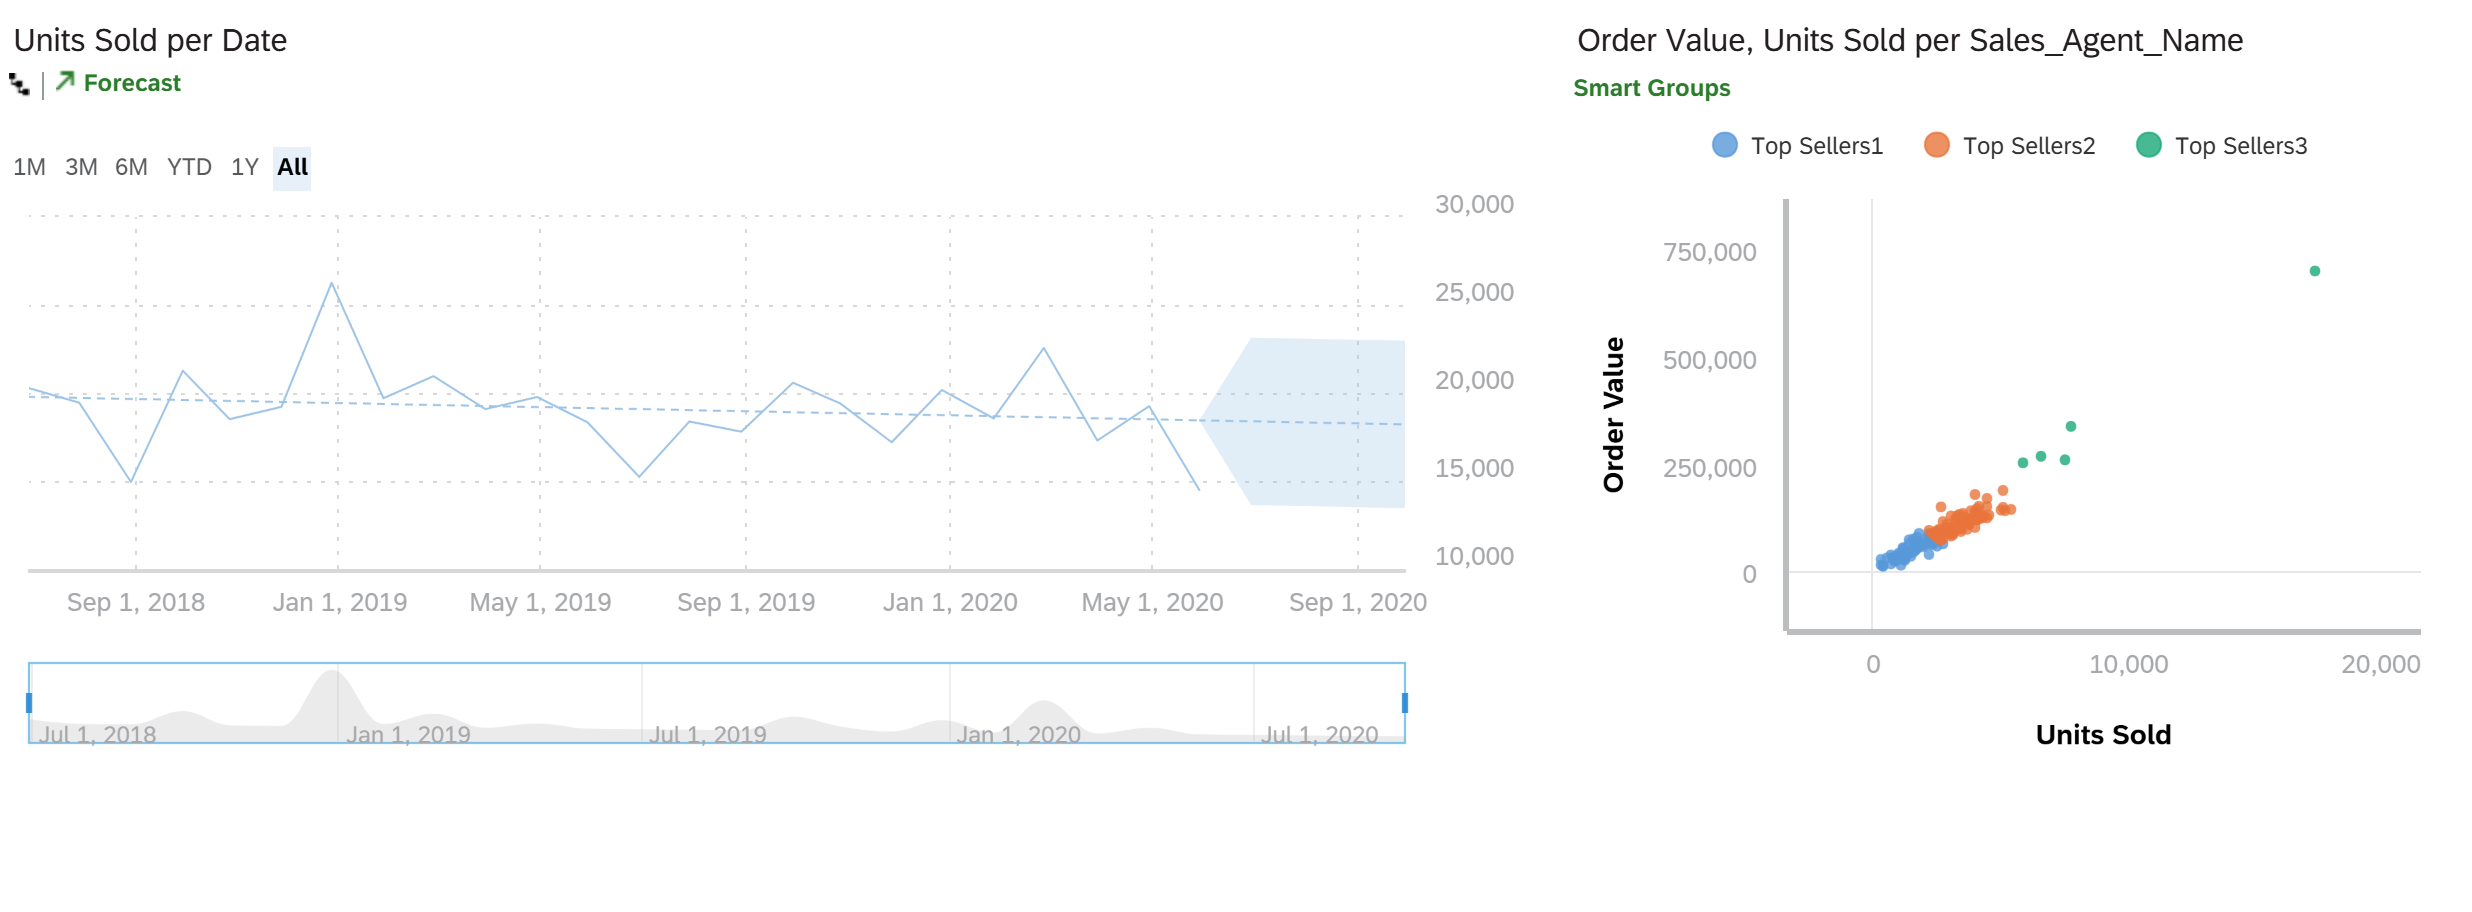 Units Sold per Date
Forecast
1M 3M 6M YTD 1Y All
30,000
25,000
20,000
15,000
10,000
Sep 1, 2018 Jan 1, 2019 May 1, 2019 Sep 1, 2019 Jan 1, 2020 May 1, 2020 Sep 1, 2020
Jul 1, 2018 Jan 1, 2019 Jul 1, 2019 Jan 1, 2020 Jul 1, 2020
Order Value, Units Sold per Sales_Agent_Name
Smart Groups
Top Sellers1 Top Sellers2 Top Sellers3
Order Value
750,000
500,000
250,000
0
0 10,000 20,000
Units Sold